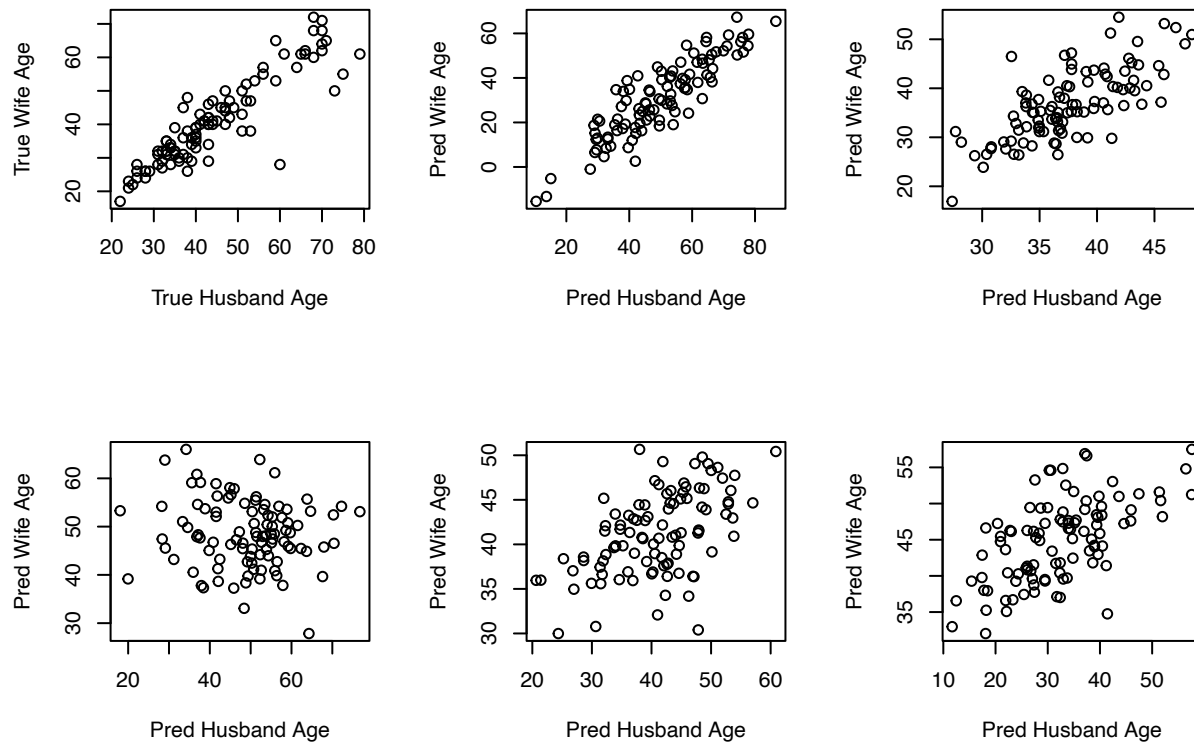 True Wife Age
20 40 60
20 30 40 50 60 70 80
True Husband Age
Pred Wife Age
0 20 40 60
20 40 60 80
Pred Husband Age
Pred Wife Age
20 30 40 50
30 35 40 45
Pred Husband Age
Pred Wife Age
30 40 50 60
20 40 60
Pred Husband Age
Pred Wife Age
30 35 40 45 50
20 30 40 50 60
Pred Husband Age
Pred Wife Age
35 45 55
10 20 30 40 50
Pred Husband Age